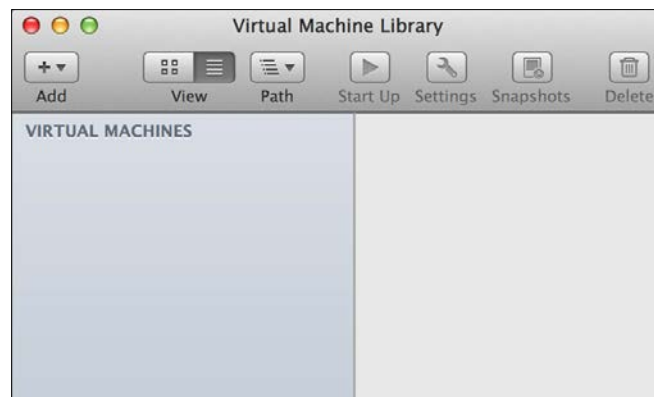 Virtual Machine Library
Add View Path Start Up Settings Snapshots Delete
VIRTUAL MACHINES